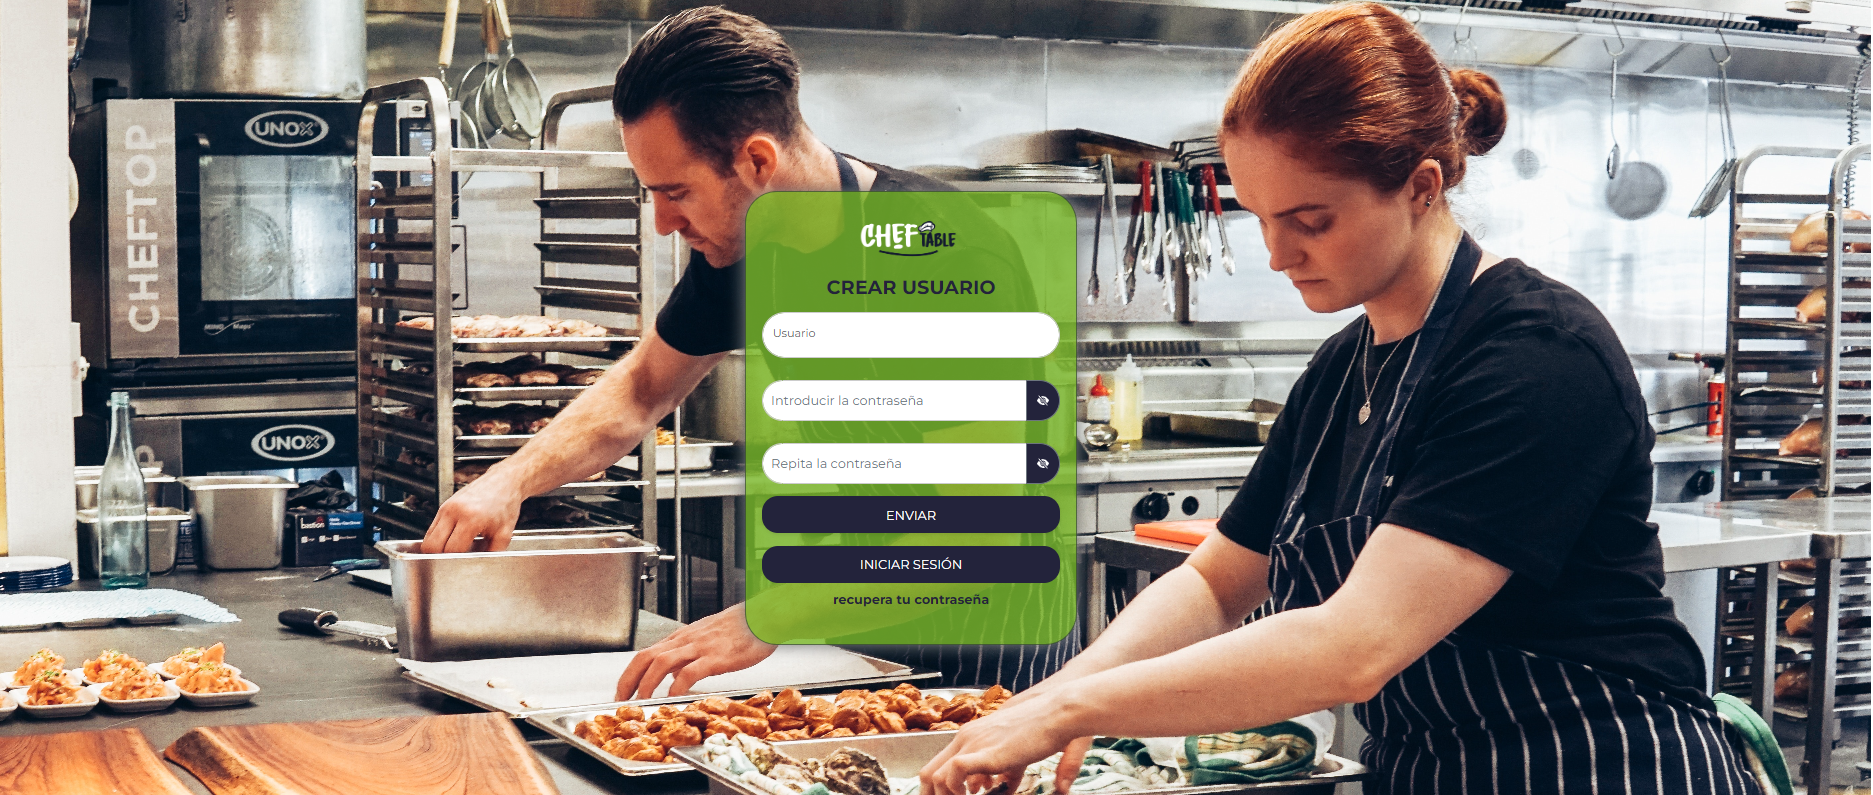 UNOX
CHEFTOP
CHEF
TABLE
CREAR USUARIO
Usuario
Introducir la contraseña
Repita la contraseña
ENVIAR
INICIAR SESIÓN
recupera tu contraseña
UNOX
bastion